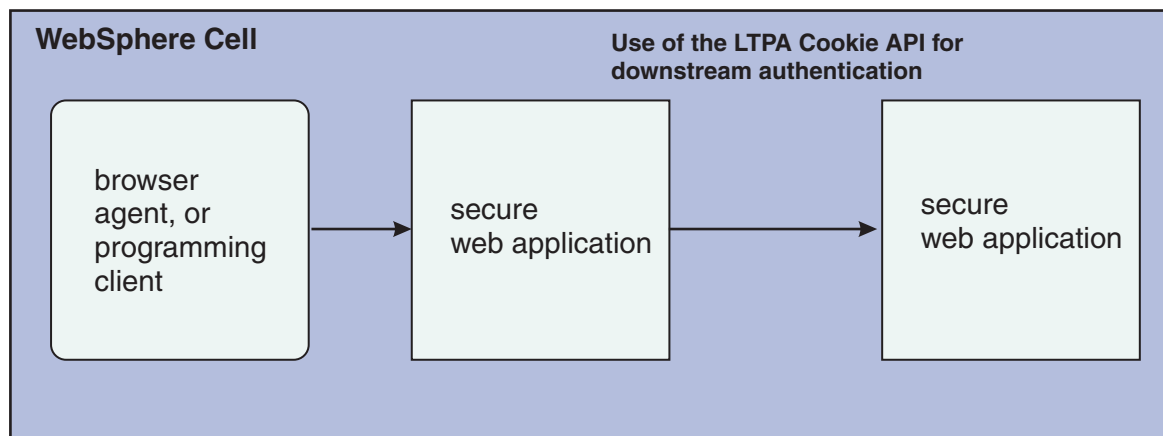 WebSphere Cell
Use of the LTPA Cookie API for
downstream authentication
browser
agent, or
programming
client
secure
web application
secure
web application